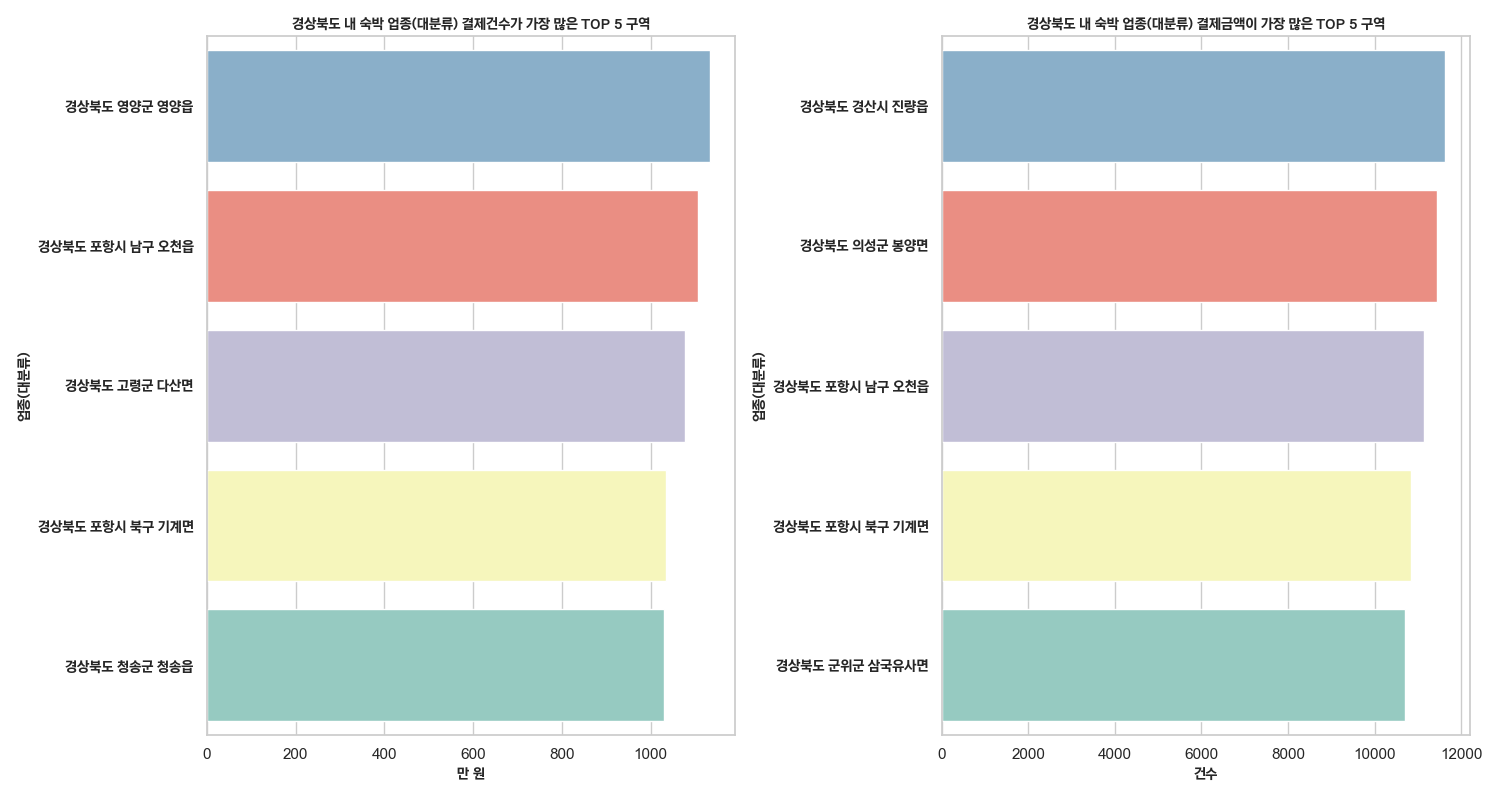 경상북도 내 숙박 업종(대분류) 결제건수가 가장 많은 TOP 5 구역
업종(대분류)
경상북도 영양군 영양읍
경상북도 포항시 남구 오천읍
경상북도 고령군 다산면
경상북도 포항시 북구 기계면
경상북도 청송군 청송읍
0 200 400 600 800 1000
만 원
경상북도 내 숙박 업종(대분류) 결제금액이 가장 많은 TOP 5 구역
업종(대분류)
경상북도 경산시 진량읍
경상북도 의성군 봉양면
경상북도 포항시 남구 오천읍
경상북도 포항시 북구 기계면
경상북도 군위군 삼국유사면
0 2000 4000 6000 8000 10000 12000
건수